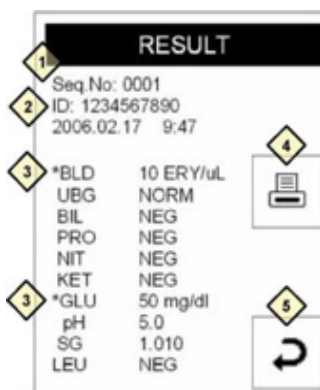 RESULT
1
Seq.No: 0001
2 ID: 1234567890
2006.02.17 9:47
4
3 *BLD 10 ERY/uL
UBG NORM
BIL NEG
PRO NEG
NIT NEG
KET NEG
3 *GLU 50 mg/dl
5
pH 5.0
SG 1.010
LEU NEG